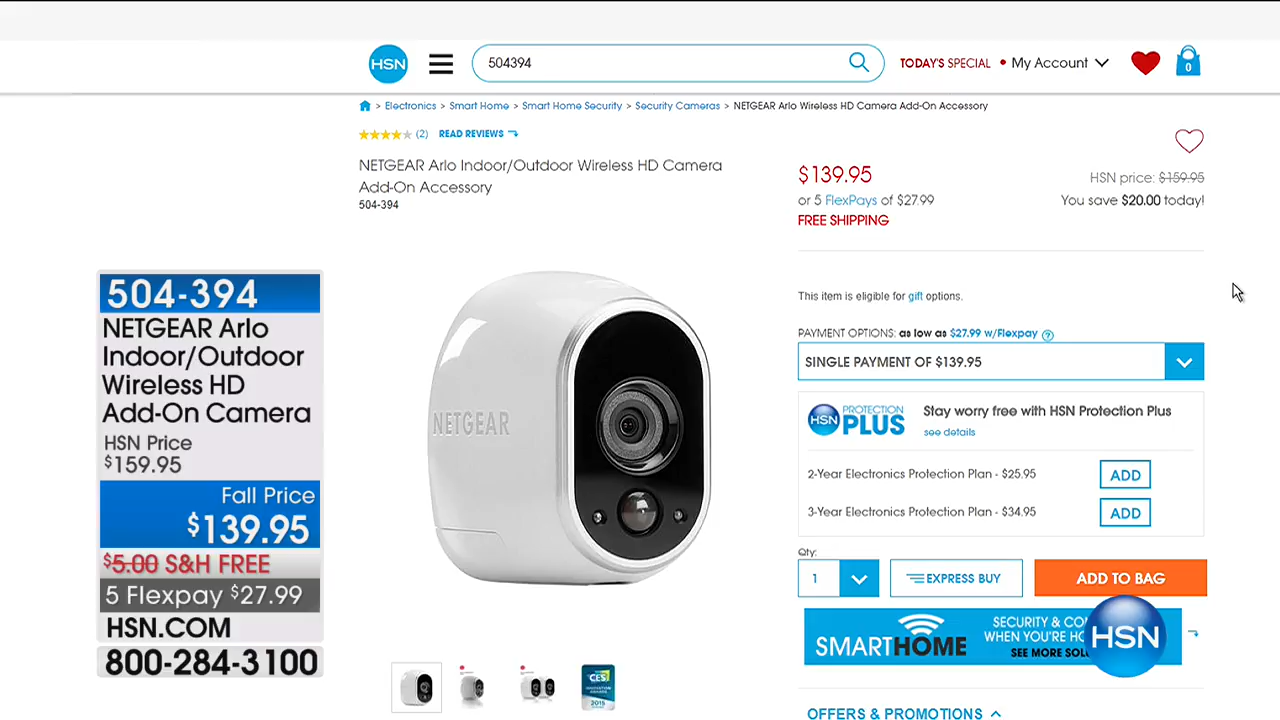 HSN
504394
TODAY'S SPECIAL • My Account
0
Electronics > Smart Home > Smart Home Security > Security Cameras > NETGEAR Arlo Wireless HD Camera Add-On Accessory
(2) READ REVIEWS
NETGEAR Arlo Indoor/Outdoor Wireless HD Camera
Add-On Accessory
504-394
$139.95
HSN price: $159.95
or 5 FlexPays of $27.99
You save $20.00 today!
FREE SHIPPING
504-394
NETGEAR Arlo
Indoor/Outdoor
Wireless HD
Add-On Camera
HSN Price
$159.95
Fall Price
$139.95
$5.00 S&H FREE
5 Flexpay $27.99
HSN.COM
800-284-3100
NETGEAR
This item is eligible for gift options.
PAYMENT OPTIONS: as low as $27.99 w/Flexpay ?
SINGLE PAYMENT OF $139.95
HSN PROTECTION PLUS
Stay worry free with HSN Protection Plus
see details
2-Year Electronics Protection Plan - $25.95
ADD
3-Year Electronics Protection Plan - $34.95
ADD
Qty:
1
EXPRESS BUY
ADD TO BAG
SMARTHOME
SECURITY &
WHEN YOU'RE
SEE MORE
HSN
CES
OFFERS & PROMOTIONS